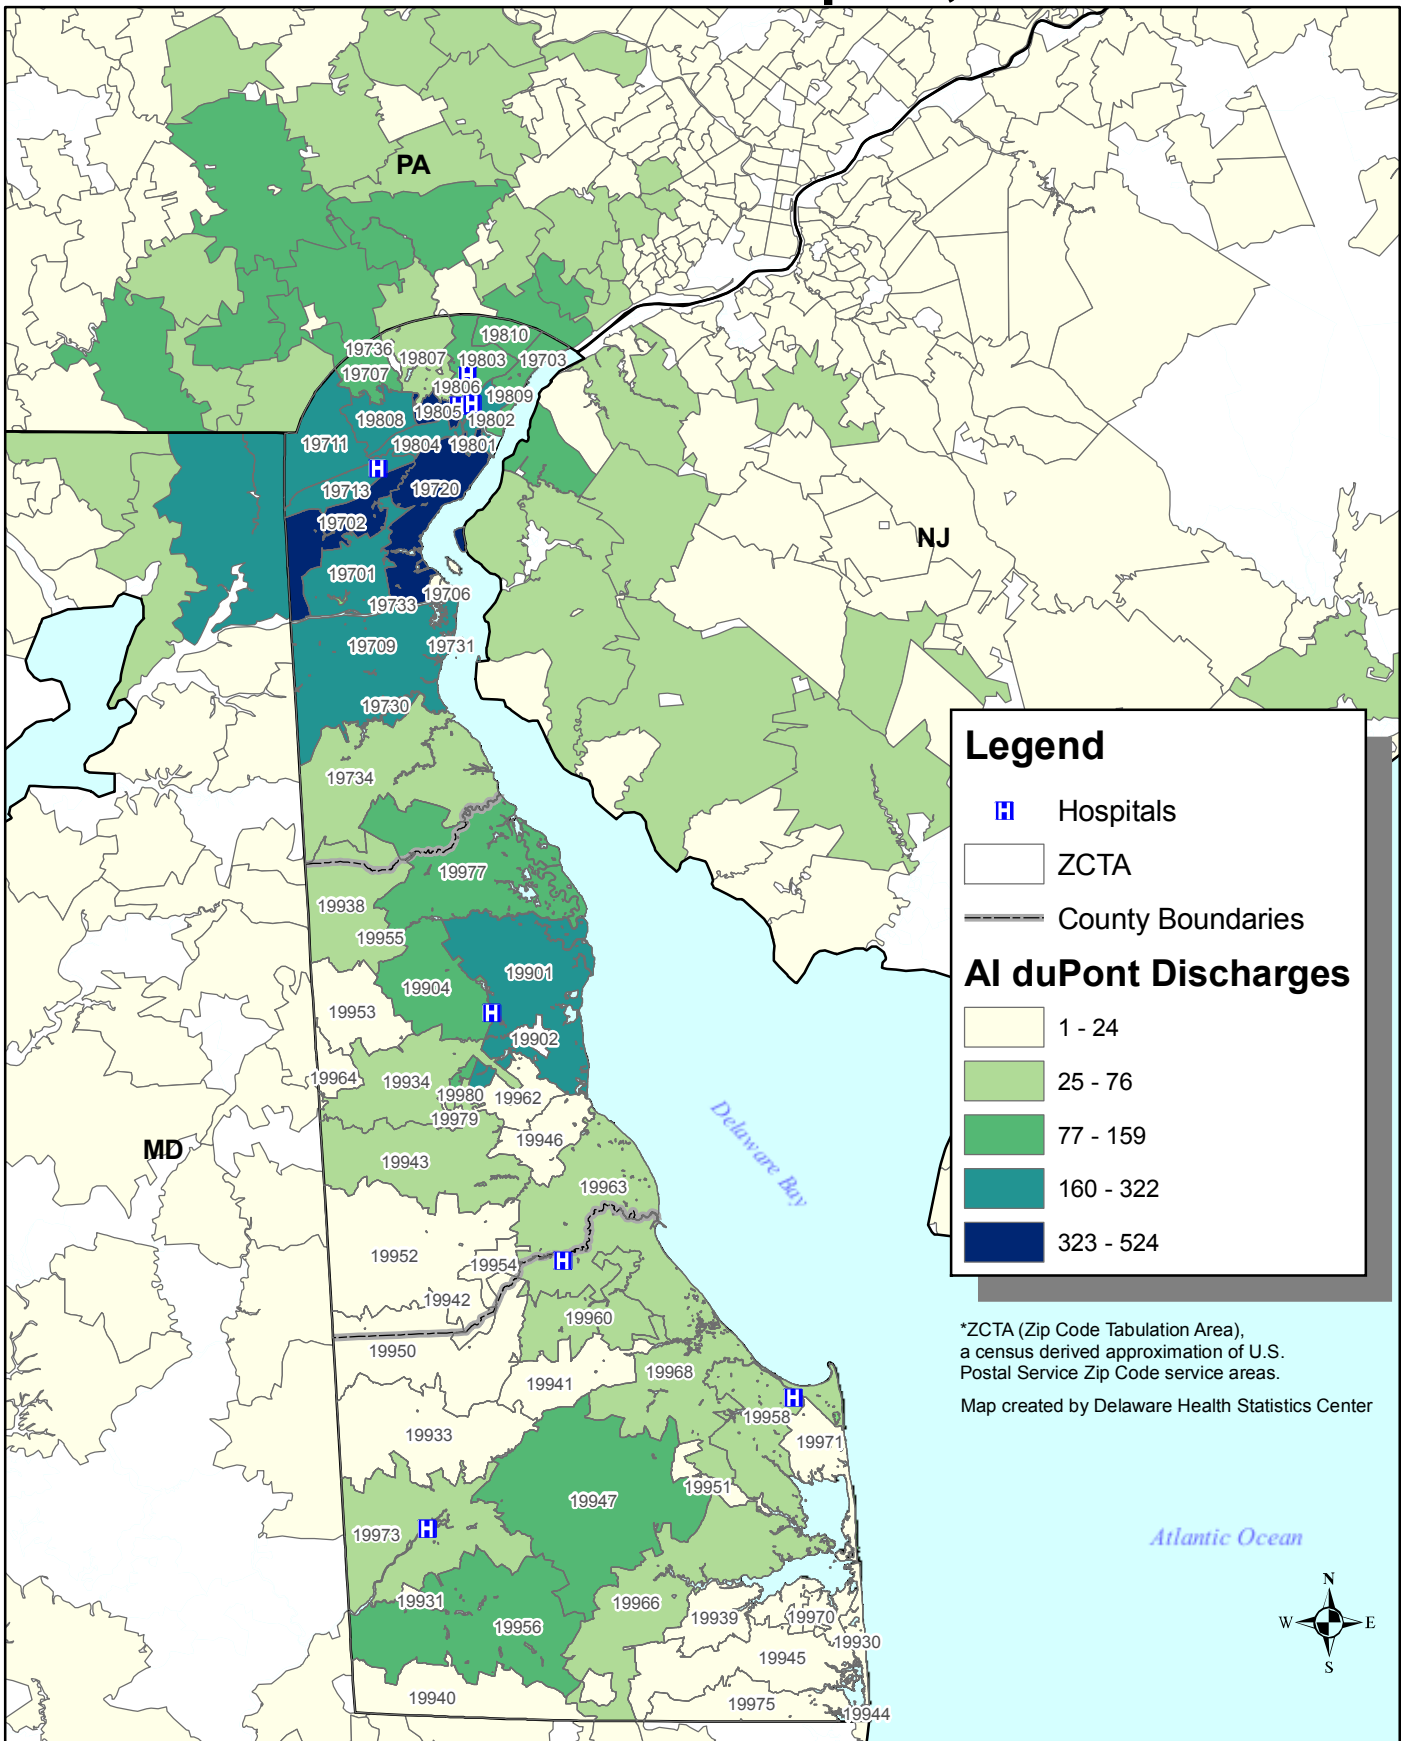 PA
19810
19736
19807
19803
19703
19707
19806
19809
19805
19808
19802
19711
19804
19801
19713
19720
19702
NJ
19701
19706
19733
19709
19731
19730
Legend
Hospitals
ZCTA
County Boundaries
AI duPont Discharges
1 - 24
25 - 76
77 - 159
160 - 322
323 - 524
19734
19977
19938
19955
19901
19904
19953
19902
19964
19934
19980
19962
19979
19946
MD
19943
Delaware Bay
19963
19952
19954
19942
19960
19950
*ZCTA (Zip Code Tabulation Area),
a census derived approximation of U.S.
Postal Service Zip Code service areas.
Map created by Delaware Health Statistics Center
19968
19941
19958
19933
19971
19951
19947
19973
Atlantic Ocean
19931
19966
19956
19939
19970
19930
19945
19940
19975
19944
N
W E
S
H
H
H
H
H
H
H
H
H